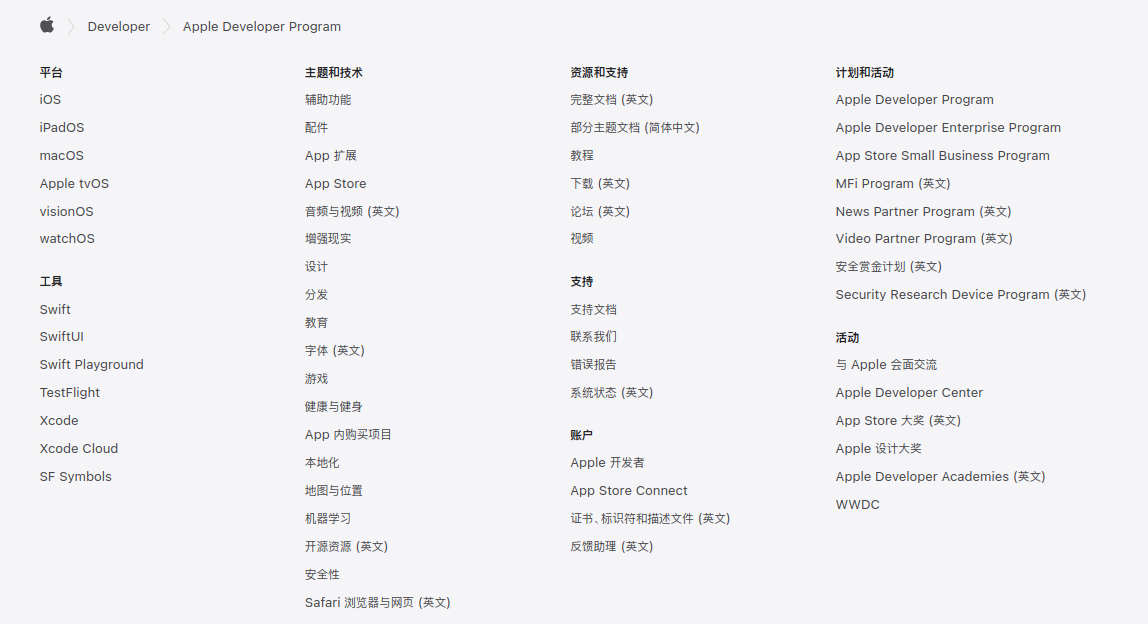 Developer Apple Developer Program
平台
iOS
iPadOS
macOS
Apple tvOS
visionOS
watchOS
工具
Swift
SwiftUI
Swift Playground
TestFlight
Xcode
Xcode Cloud
SF Symbols
主题和技术
辅助功能
配件
App 扩展
App Store
音频与视频 (英文)
增强现实
设计
分发
教育
字体 (英文)
游戏
健康与健身
App 内购买项目
本地化
地图与位置
机器学习
开源资源 (英文)
安全性
Safari 浏览器与网页 (英文)
资源和支持
完整文档 (英文)
部分主题文档 (简体中文)
教程
下载 (英文)
论坛 (英文)
视频
支持
支持文档
联系我们
错误报告
系统状态 (英文)
账户
Apple 开发者
App Store Connect
证书、标识符和描述文件 (英文)
反馈助理 (英文)
计划和活动
Apple Developer Program
Apple Developer Enterprise Program
App Store Small Business Program
MFi Program (英文)
News Partner Program (英文)
Video Partner Program (英文)
安全赏金计划 (英文)
Security Research Device Program (英文)
活动
与 Apple 会面交流
Apple Developer Center
App Store 大奖 (英文)
Apple 设计大奖
Apple Developer Academies (英文)
WWDC